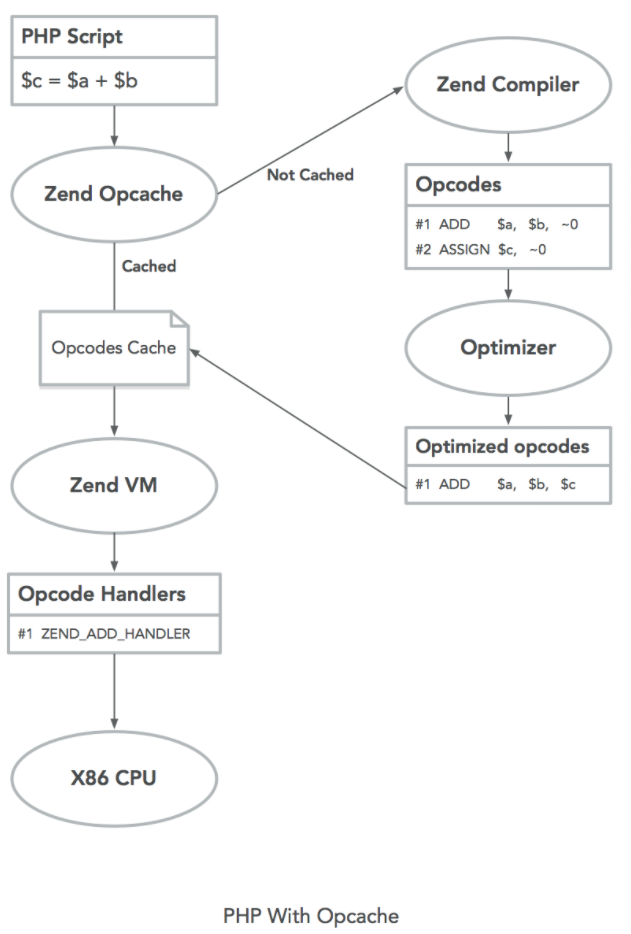 PHP Script
$c = $a + $b
Zend Opcache
Not Cached
Cached
Zend Compiler
Opcodes
#1 ADD $a, $b, ~0
#2 ASSIGN $c, ~0
Optimizer
Optimized opcodes
#1 ADD $a, $b, $c
Opcodes Cache
Zend VM
Opcode Handlers
#1 ZEND_ADD_HANDLER
X86 CPU
PHP With Opcache